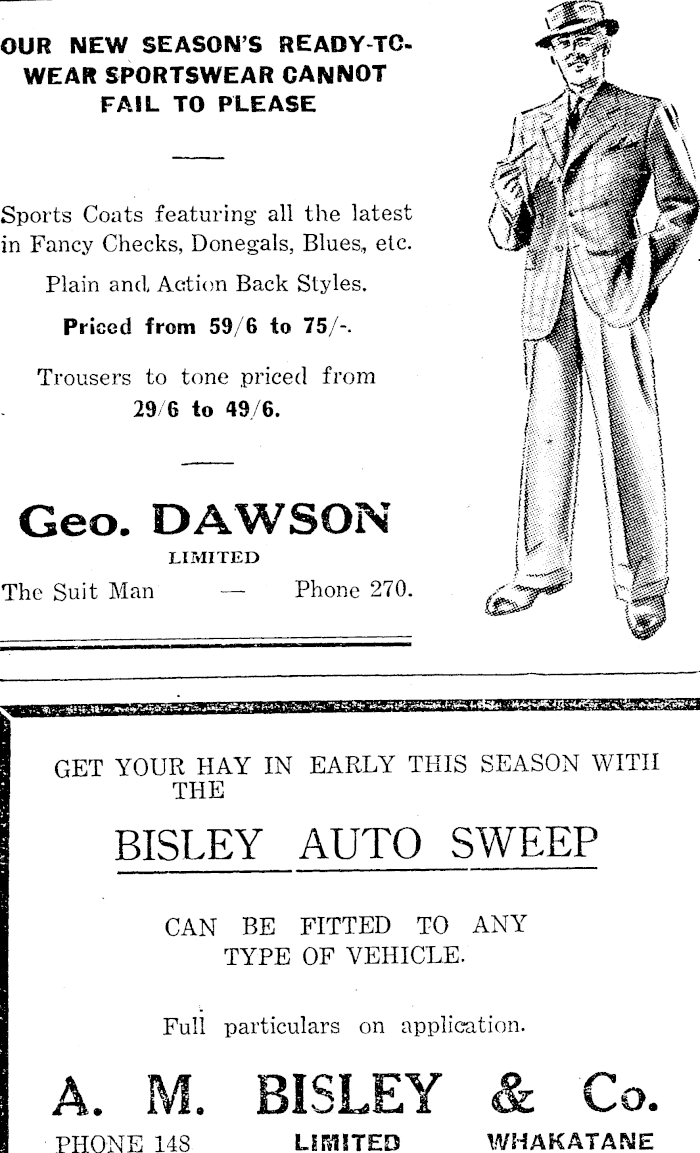 OUR NEW SEASON'S READY-TO-
WEAR SPORTSWEAR CANNOT
FAIL TO PLEASE
Sports Coats featuring all the latest
in Fancy Checks, Donegals, Blues, etc.
Plain and Action Back Styles.
Priced from 59/6 to 75/-.
Trousers to tone priced from
29/6 to 49/6.
Geo. DAWSON
LIMITED
The Suit Man — Phone 270.
GET YOUR HAY IN EARLY THIS SEASON WITH
THE
BISLEY AUTO SWEEP
CAN BE FITTED TO ANY
TYPE OF VEHICLE.
Full particulars on application.
A. M. BISLEY & Co.
PHONE 148 LIMITED WHAKATANE